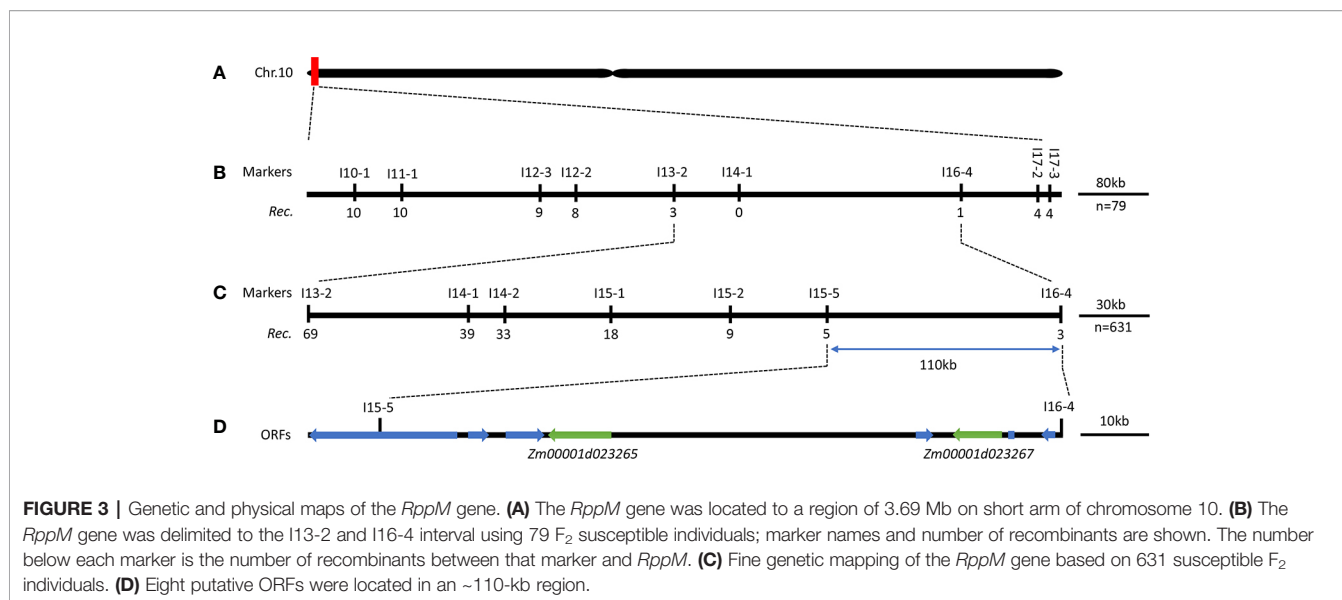 A Chr.10
B Markers I10-1 I11-1 I12-3 I12-2 I13-2 I14-1 I16-4 I17-2 I17-3 80kb
Rec. 10 10 9 8 3 0 1 4 4 n=79
C Markers I13-2 I14-1 I14-2 I15-1 I15-2 I15-5 I16-4 30kb
Rec. 69 39 33 18 9 5 3 n=631
110kb
I15-5 I16-4
D ORFs 10kb
Zm00001d023265 Zm00001d023267
FIGURE 3 | Genetic and physical maps of the RppM gene. (A) The RppM gene was located to a region of 3.69 Mb on short arm of chromosome 10. (B) The
RppM gene was delimited to the I13-2 and I16-4 interval using 79 F2 susceptible individuals; marker names and number of recombinants are shown. The number
below each marker is the number of recombinants between that marker and RppM. (C) Fine genetic mapping of the RppM gene based on 631 susceptible F2
individuals. (D) Eight putative ORFs were located in an ~110-kb region.